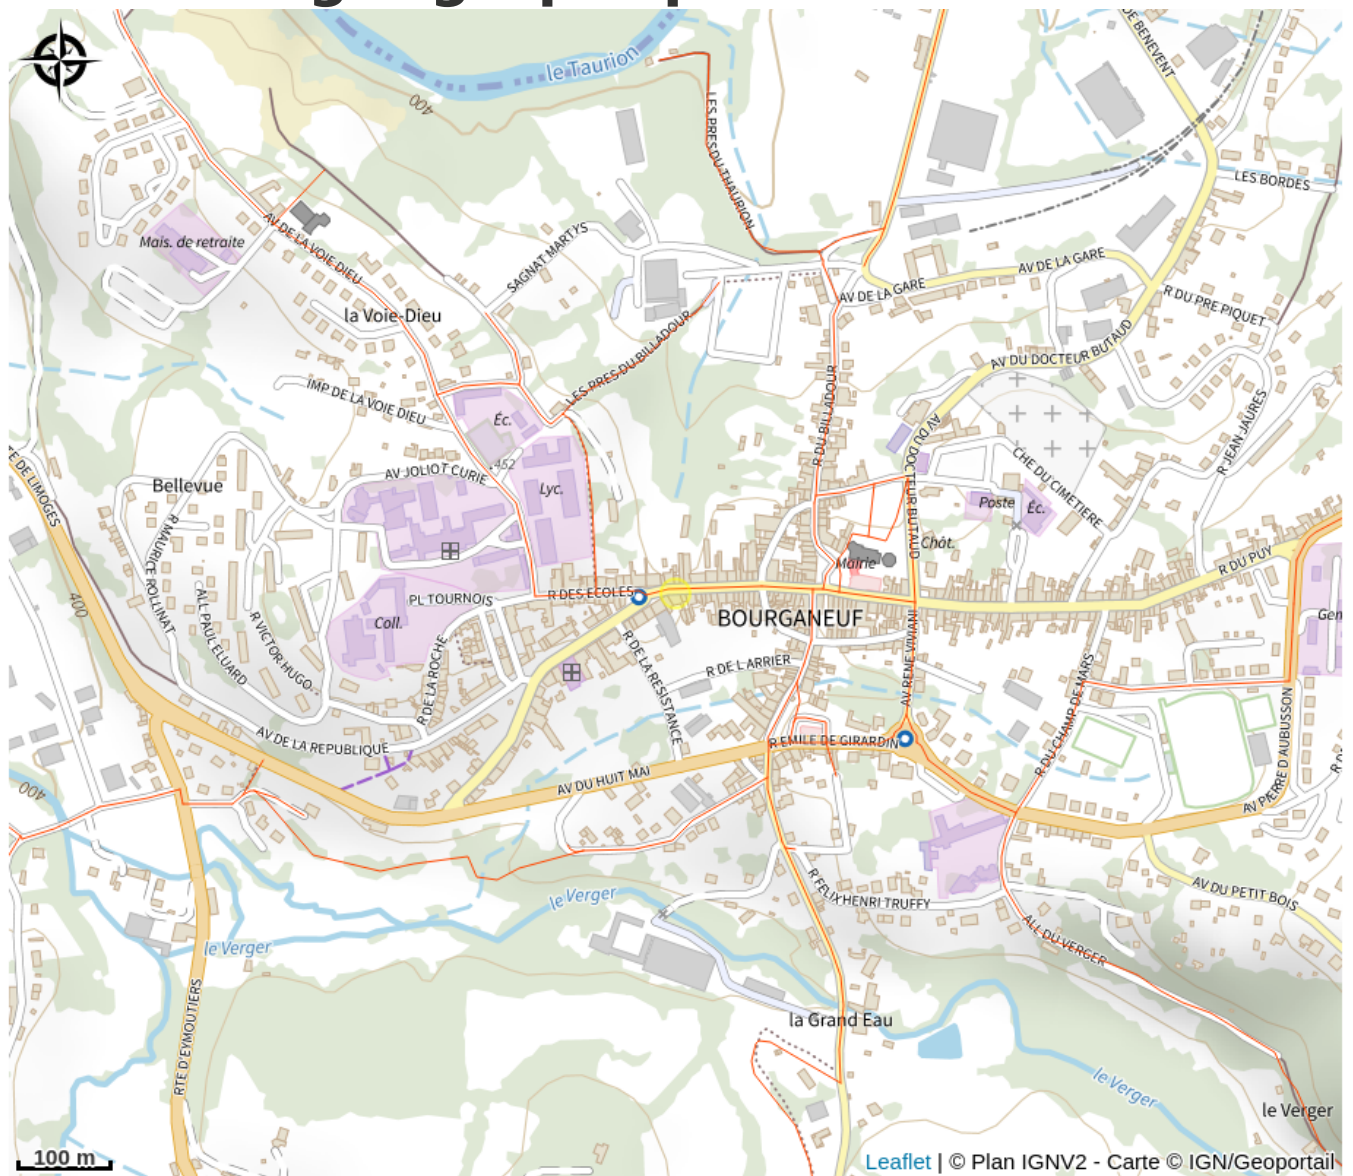 le Taurion
DE BENEVENT
400
LES PRES DU THAURION
LES BORDES
Mais. de retraite
AV DE LA VOIE-DIEU
SAGNAT MARTYS
la Voie-Dieu
AV DE LA GARE
AV DE LA GARE
R DU PRE PIQUET
LES PRES DU BILLADOUR
AV DU DOCTEUR BUTAUD
IMP DE LA VOIE DIEU
Éc.
R DU BILLADOUR
AV DU DOCTEUR BUTAUD
R JEAN JAURES
TE DE LIMOGES
Bellevue
AV JOLIOT CURIE
452
Lyc.
CHE DU CIMETIERE
Poste
Éc.
R MAURICE ROLLINAT
Mairie
Chât.
R DU PUY
400
ALL PAUL ELUARD
R VICTOR HUGO
PL TOURNOIS
R DES ECOLES
BOURGANEUF
Coll.
Gen
R DE LA ROCHE
R DE LA RESISTANCE
R DE L ARRIER
AV RENE VIVIANI
R DU CHAMP DE MARS
AV PIERRE D'AUBUSSON
AV DE LA REPUBLIQUE
R EMILE DE GIRARDIN
AV DU HUIT MAI
400
le Verger
R FELIX HENRI TRUFFY
AV DU PETIT BOIS
le Verger
ALL DU VERGER
RTE D'EYMOUTIERS
la Grand Eau
le Verger
le Verger
100 m
Leaflet | © Plan IGNV2 - Carte © IGN/Geoportail